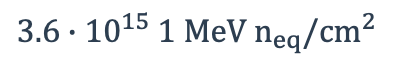 3.6 · 10¹⁵ 1 MeV n_eq/cm²